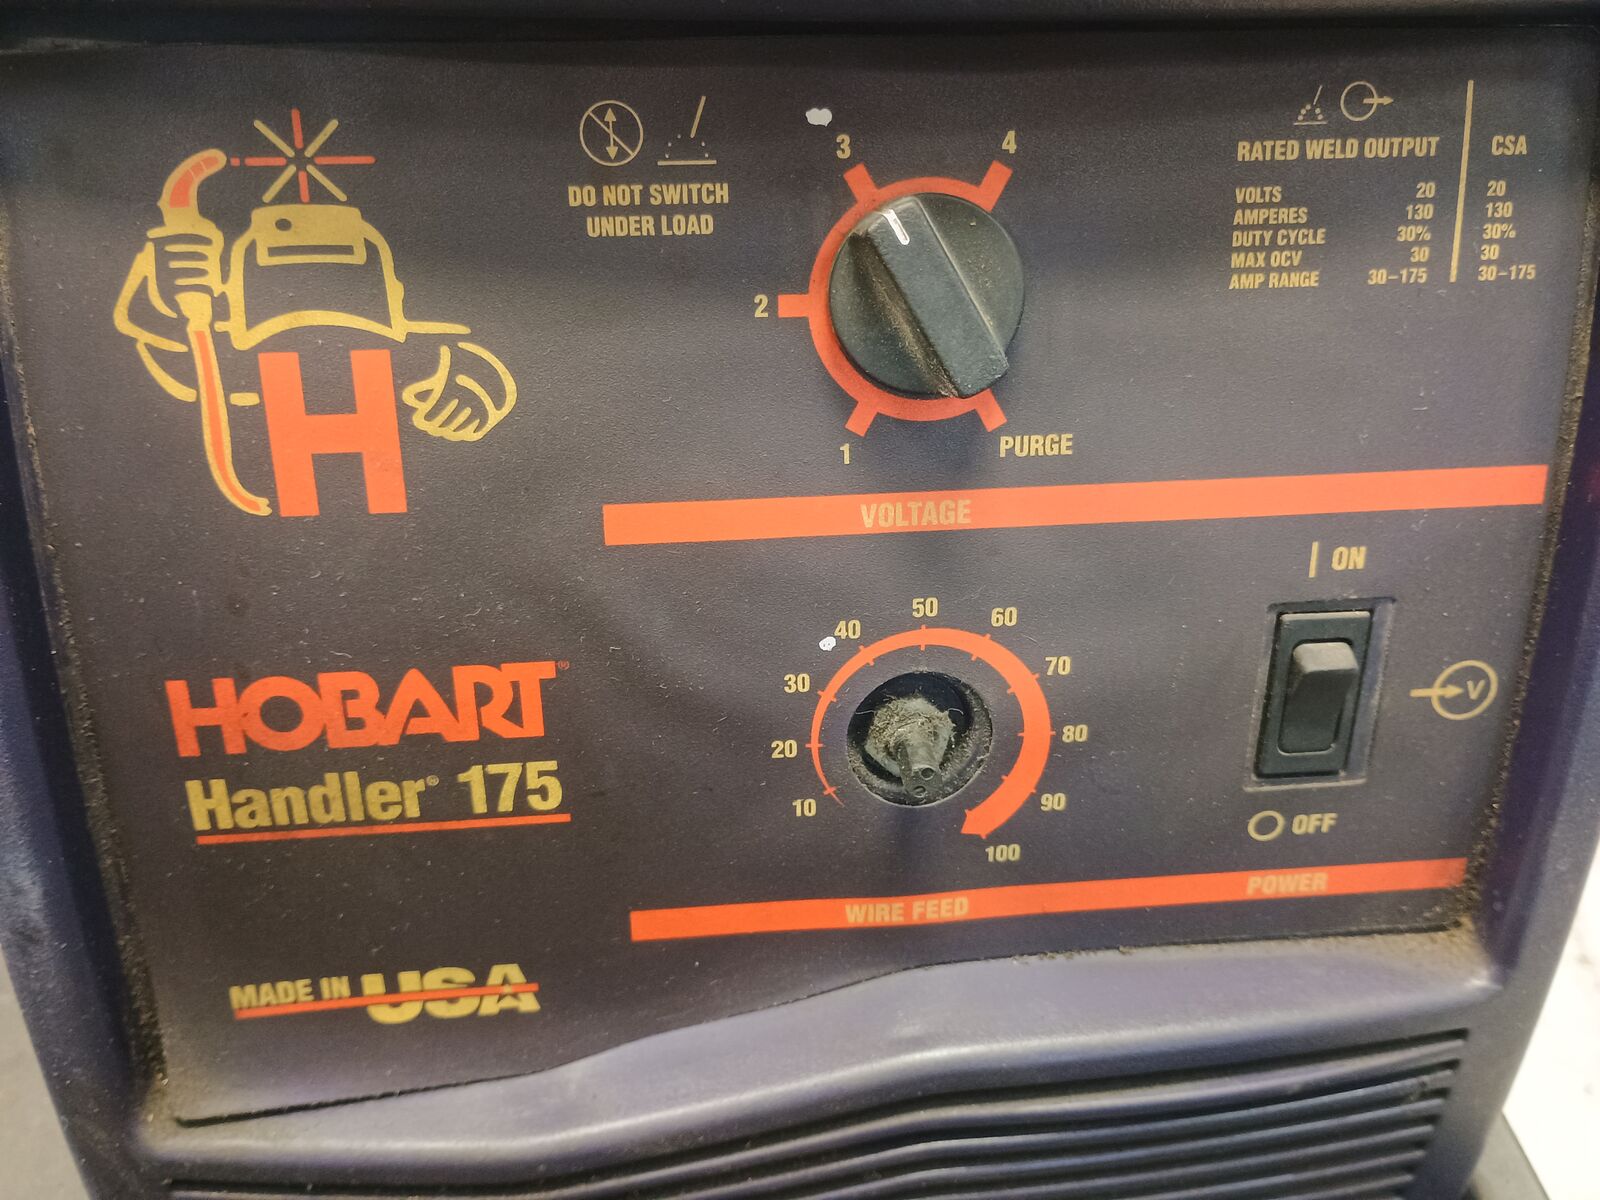 DO NOT SWITCH
UNDER LOAD
3
4
2
1
PURGE
RATED WELD OUTPUT
CSA
VOLTS 20 20
AMPERES 130 130
DUTY CYCLE 30% 30%
MAX OCV 30 30
AMP RANGE 30-175 30-175
H
VOLTAGE
HOBART®
Handler® 175
MADE IN USA
50
40
60
30
70
20
80
10
90
100
WIRE FEED
| ON
V
OFF
POWER